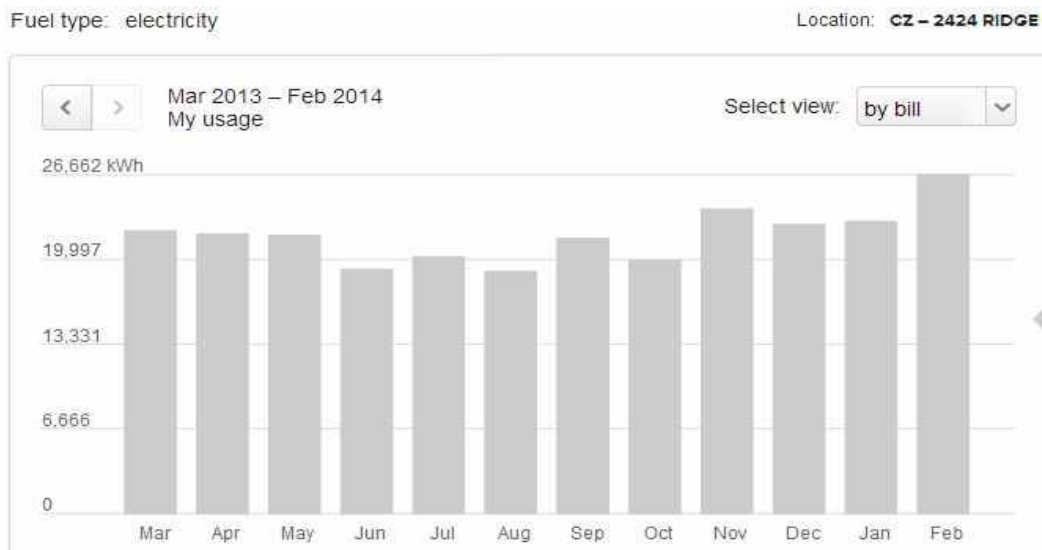 Fuel type: electricity
Location: CZ – 2424 RIDGE
Mar 2013 – Feb 2014
My usage
Select view: by bill
26,662 kWh
19,997
13,331
6,666
0
Mar Apr May Jun Jul Aug Sep Oct Nov Dec Jan Feb